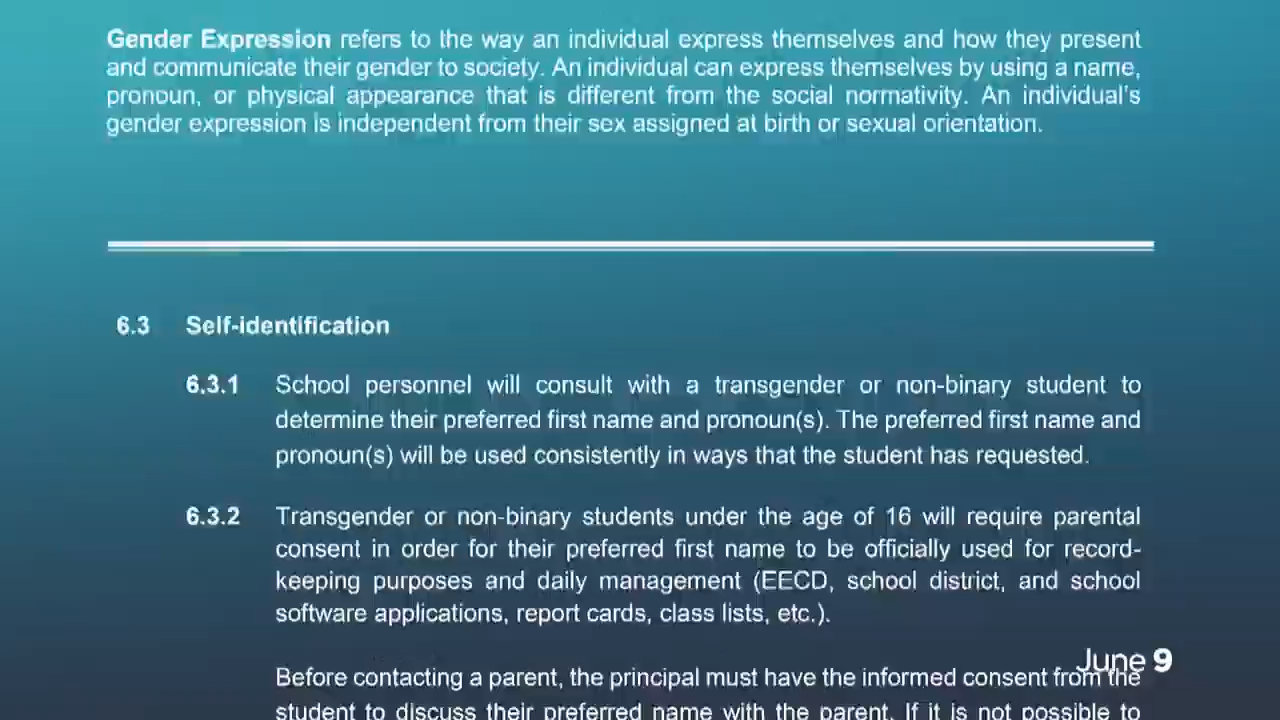 Gender Expression refers to the way an individual express themselves and how they present
and communicate their gender to society. An individual can express themselves by using a name,
pronoun, or physical appearance that is different from the social normativity. An individual's
gender expression is independent from their sex assigned at birth or sexual orientation.
6.3 Self-identification
6.3.1 School personnel will consult with a transgender or non-binary student to
determine their preferred first name and pronoun(s). The preferred first name and
pronoun(s) will be used consistently in ways that the student has requested.
6.3.2 Transgender or non-binary students under the age of 16 will require parental
consent in order for their preferred first name to be officially used for record-
keeping purposes and daily management (EECD, school district, and school
software applications, report cards, class lists, etc.).
June 9
Before contacting a parent, the principal must have the informed consent from the
student to discuss their preferred name with the parent. If it is not possible to